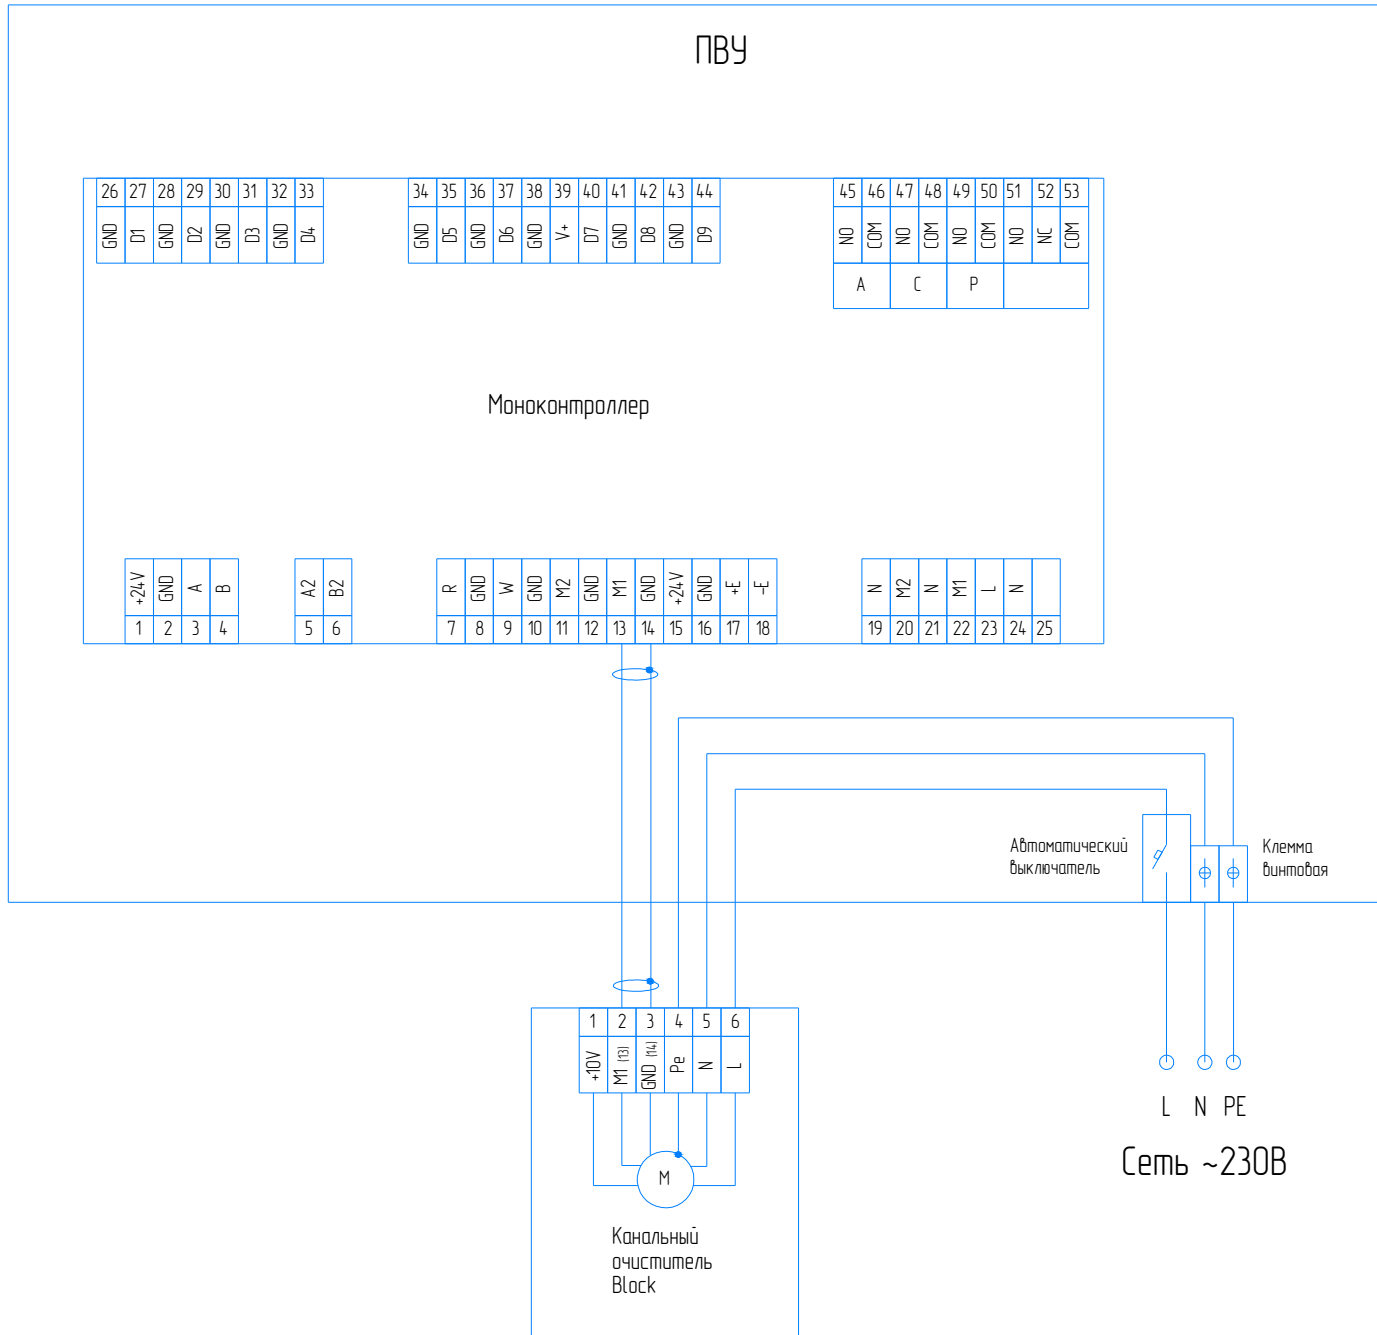 ПВУ
26 27 28 29 30 31 32 33
GND D1 GND D2 GND D3 GND D4
34 35 36 37 38 39 40 41 42 43 44
GND D5 GND D6 GND V+ D7 GND D8 GND D9
45 46 47 48 49 50 51 52 53
NO COM NO COM NO COM NO NC COM
A C P
Моноконтроллер
+24V GND A B
1 2 3 4
A2 B2
5 6
R GND W GND M2 GND M1 GND +24V GND +E -E
7 8 9 10 11 12 13 14 15 16 17 18
N M2 N M1 L N
19 20 21 22 23 24 25
Автоматический
выключатель
Клемма
винтовая
1 2 3 4 5 6
+10V M1 (13) GND (14) Pe N L
M
Канальный
очиститель
Block
L N PE
Сеть ~230В